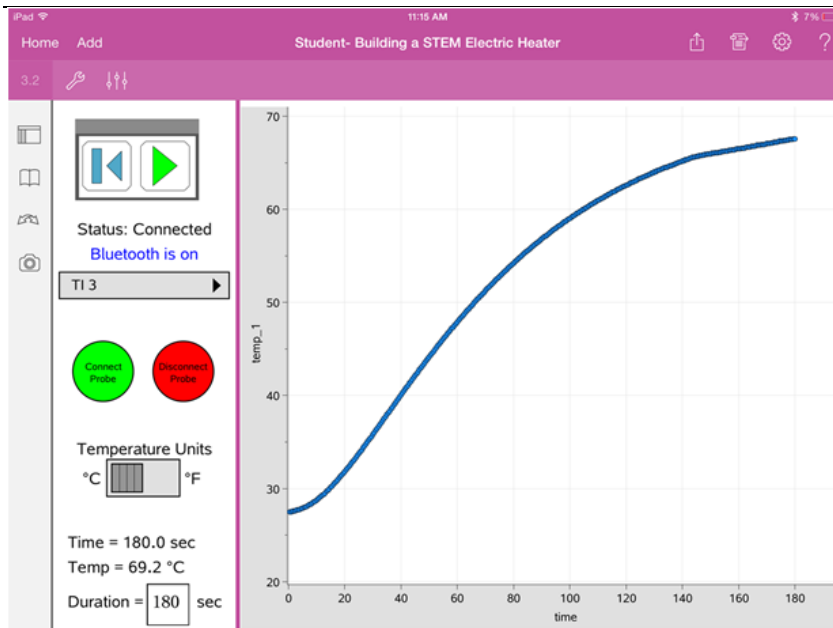 iPad 11:15 AM 7%
Home Add Student- Building a STEM Electric Heater ?
3.2
Status: Connected
Bluetooth is on
TI 3
Connect
Probe
Disconnect
Probe
Temperature Units
°C °F
Time = 180.0 sec
Temp = 69.2 °C
Duration = 180 sec
temp_1
70
60
50
40
30
20
0 20 40 60 80 100 120 140 160 180
time